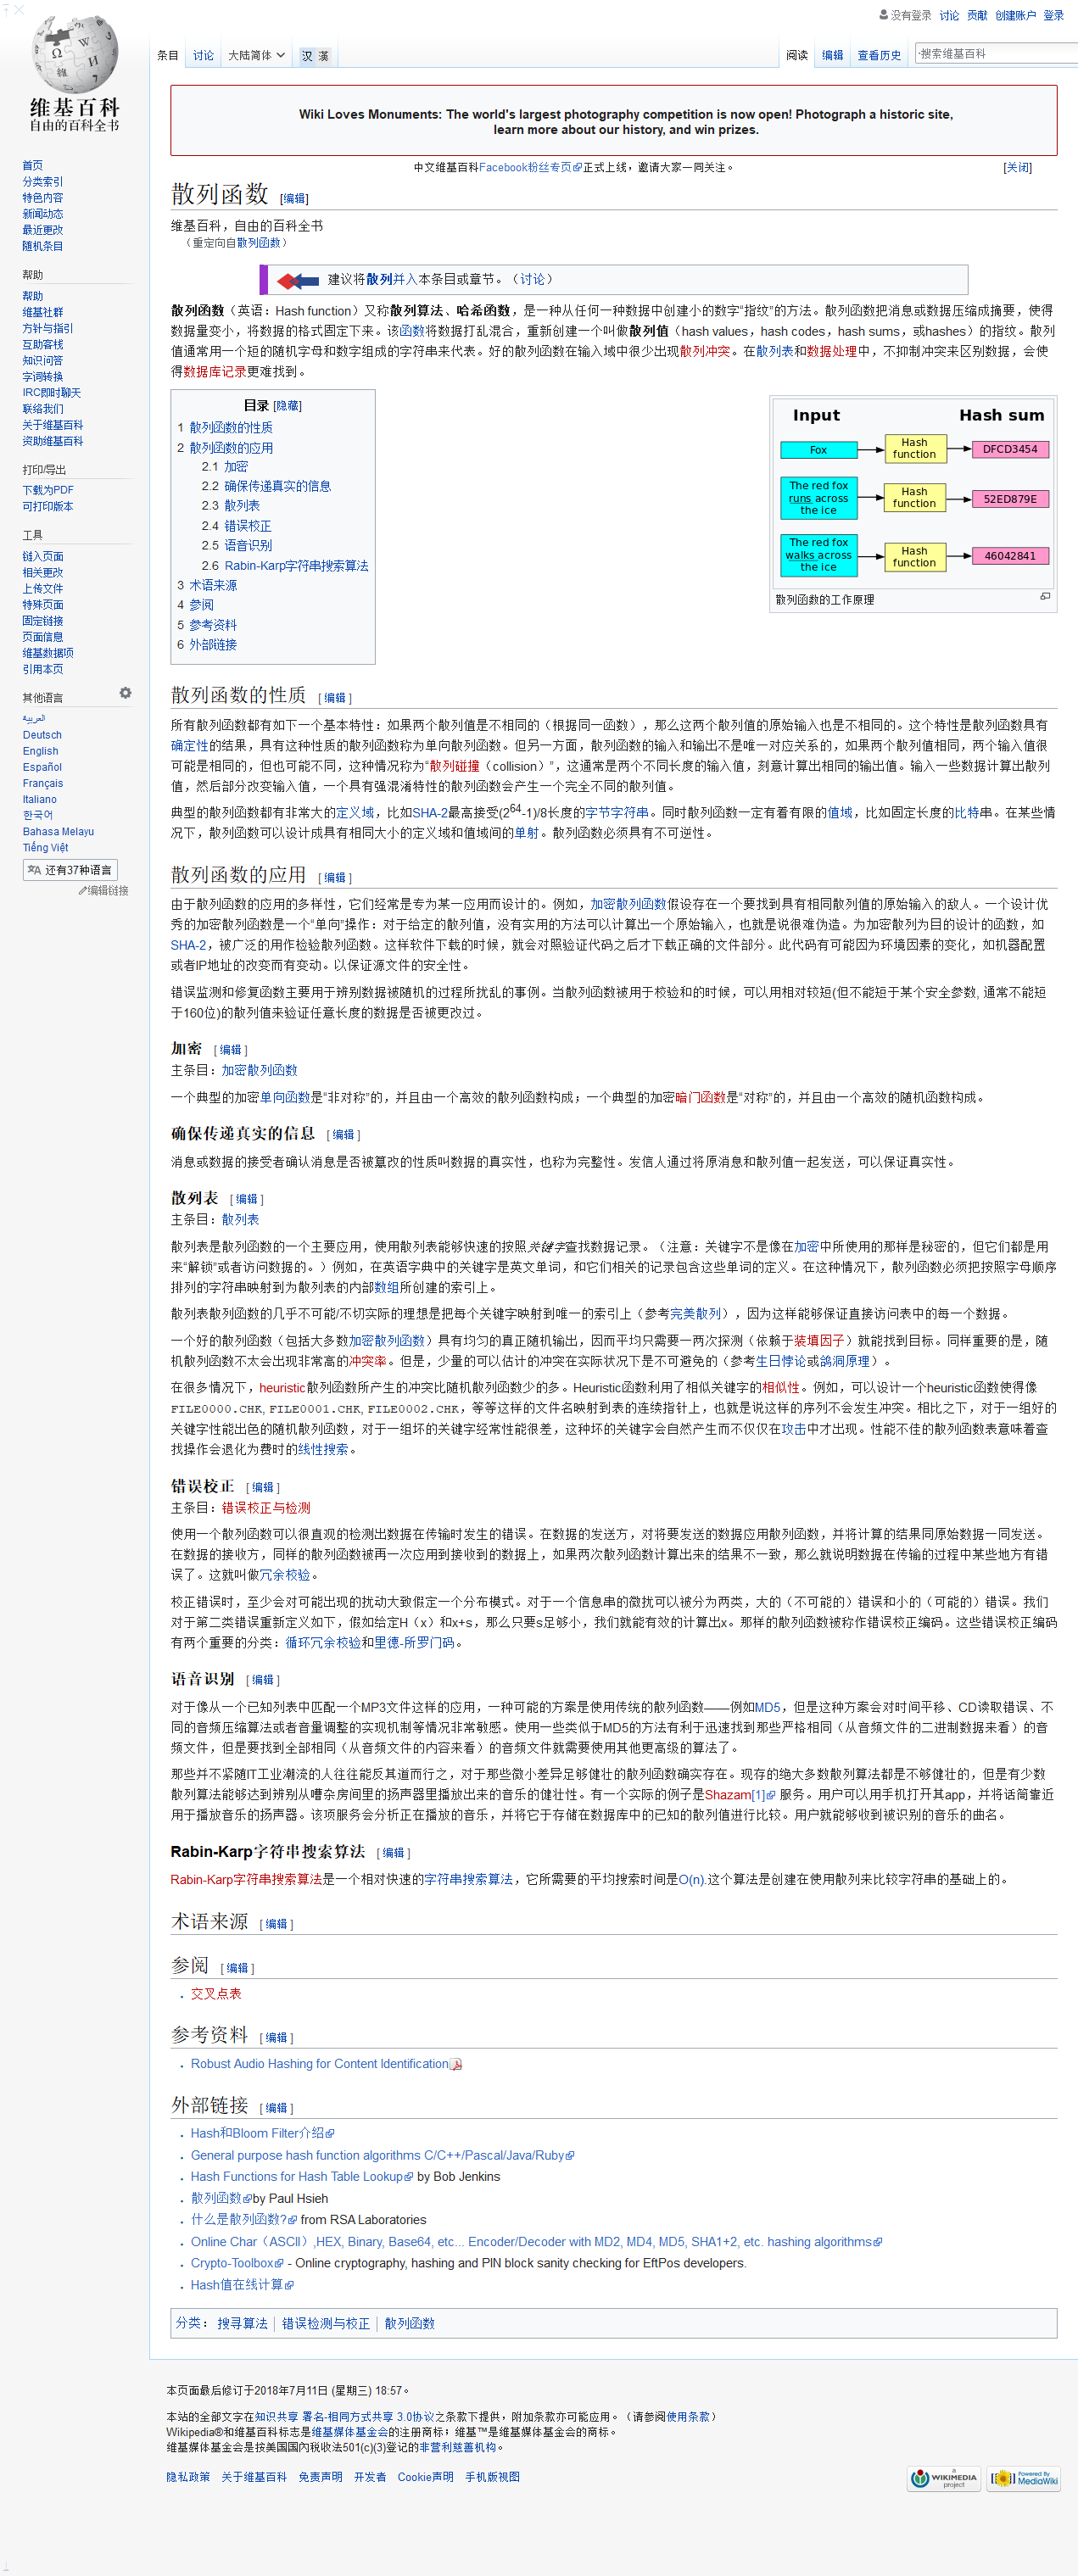 没有登录 讨论 贡献 创建账户 登录
条目 讨论 大陆简体 汉 漢 阅读 编辑 查看历史 搜索维基百科
维基百科
自由的百科全书
首页
分类索引
特色内容
新闻动态
最近更改
随机条目
帮助
帮助
维基社群
方针与指引
互助客栈
知识问答
字词转换
IRC即时聊天
联络我们
关于维基百科
资助维基百科
打印/导出
下载为PDF
可打印版本
工具
链入页面
相关更改
上传文件
特殊页面
固定链接
页面信息
维基数据项
引用本页
其他语言
العربية
Deutsch
English
Español
Français
Italiano
한국어
Bahasa Melayu
Tiếng Việt
还有37种语言
编辑链接
Wiki Loves Monuments: The world's largest photography competition is now open! Photograph a historic site,
learn more about our history, and win prizes.
中文维基百科Facebook粉丝专页正式上线，邀请大家一同关注。 [关闭]
散列函数 [编辑]
维基百科，自由的百科全书
（重定向自散列函数）
建议将散列并入本条目或章节。（讨论）
散列函数（英语：Hash function）又称散列算法、哈希函数，是一种从任何一种数据中创建小的数字“指纹”的方法。散列函数把消息或数据压缩成摘要，使得
数据量变小，将数据的格式固定下来。该函数将数据打乱混合，重新创建一个叫做散列值（hash values，hash codes，hash sums，或hashes）的指纹。散列
值通常用一个短的随机字母和数字组成的字符串来代表。好的散列函数在输入域中很少出现散列冲突。在散列表和数据处理中，不抑制冲突来区别数据，会使
得数据库记录更难找到。
目录 [隐藏]
1 散列函数的性质
2 散列函数的应用
2.1 加密
2.2 确保传递真实的信息
2.3 散列表
2.4 错误校正
2.5 语音识别
2.6 Rabin-Karp字符串搜索算法
3 术语来源
4 参阅
5 参考资料
6 外部链接
Input Hash sum
Fox Hash function DFCD3454
The red fox runs across the ice Hash function 52ED879E
The red fox walks across the ice Hash function 46042841
散列函数的工作原理
散列函数的性质 [ 编辑 ]
所有散列函数都有如下一个基本特性：如果两个散列值是不相同的（根据同一函数），那么这两个散列值的原始输入也是不相同的。这个特性是散列函数具有
确定性的结果，具有这种性质的散列函数称为单向散列函数。但另一方面，散列函数的输入和输出不是唯一对应关系的，如果两个散列值相同，两个输入值很
可能是相同的，但也可能不同，这种情况称为“散列碰撞（collision）”，这通常是两个不同长度的输入值，刻意计算出相同的输出值。输入一些数据计算出散列
值，然后部分改变输入值，一个具有强混淆特性的散列函数会产生一个完全不同的散列值。
典型的散列函数都有非常大的定义域，比如SHA-2最高接受(2^64-1)/8长度的字节字符串。同时散列函数一定有着有限的值域，比如固定长度的比特串。在某些情
况下，散列函数可以设计成具有相同大小的定义域和值域间的单射。散列函数必须具有不可逆性。
散列函数的应用 [ 编辑 ]
由于散列函数的应用的多样性，它们经常是专为某一应用而设计的。例如，加密散列函数假设存在一个要找到具有相同散列值的原始输入的敌人。一个设计优
秀的加密散列函数是一个“单向”操作：对于给定的散列值，没有实用的方法可以计算出一个原始输入，也就是说很难伪造。为加密散列为目的设计的函数，如
SHA-2，被广泛的用作检验散列函数。这样软件下载的时候，就会对照验证代码之后才下载正确的文件部分。此代码有可能因为环境因素的变化，如机器配置
或者IP地址的改变而有变动。以保证源文件的安全性。
错误监测和修复函数主要用于辨别数据被随机的过程所扰乱的事例。当散列函数被用于校验和的时候，可以用相对较短(但不能短于某个安全参数, 通常不能短
于160位)的散列值来验证任意长度的数据是否被更改过。
加密 [ 编辑 ]
主条目：加密散列函数
一个典型的加密单向函数是“非对称”的，并且由一个高效的散列函数构成；一个典型的加密暗门函数是“对称”的，并且由一个高效的随机函数构成。
确保传递真实的信息 [ 编辑 ]
消息或数据的接受者确认消息是否被篡改的性质叫数据的真实性，也称为完整性。发信人通过将原消息和散列值一起发送，可以保证真实性。
散列表 [ 编辑 ]
主条目：散列表
散列表是散列函数的一个主要应用，使用散列表能够快速的按照关键字查找数据记录。（注意：关键字不是像在加密中所使用的那样是秘密的，但它们都是用
来“解锁”或者访问数据的。）例如，在英语字典中的关键字是英文单词，和它们相关的记录包含这些单词的定义。在这种情况下，散列函数必须把按照字母顺序
排列的字符串映射到为散列表的内部数组所创建的索引上。
散列表散列函数的几乎不可能/不切实际的理想是把每个关键字映射到唯一的索引上（参考完美散列），因为这样能够保证直接访问表中的每一个数据。
一个好的散列函数（包括大多数加密散列函数）具有均匀的真正随机输出，因而平均只需要一两次探测（依赖于装填因子）就能找到目标。同样重要的是，随
机散列函数不太会出现非常高的冲突率。但是，少量的可以估计的冲突在实际状况下是不可避免的（参考生日悖论或鸽洞原理）。
在很多情况下，heuristic散列函数所产生的冲突比随机散列函数少的多。Heuristic函数利用了相似关键字的相似性。例如，可以设计一个heuristic函数使得像
FILE0000.CHK, FILE0001.CHK, FILE0002.CHK，等等这样的文件名映射到表的连续指针上，也就是说这样的序列不会发生冲突。相比之下，对于一组好的
关键字性能出色的随机散列函数，对于一组坏的关键字经常性能很差，这种坏的关键字会自然产生而不仅仅在攻击中才出现。性能不佳的散列函数表意味着查
找操作会退化为费时的线性搜索。
错误校正 [ 编辑 ]
主条目：错误校正与检测
使用一个散列函数可以很直观的检测出数据在传输时发生的错误。在数据的发送方，对将要发送的数据应用散列函数，并将计算的结果同原始数据一同发送。
在数据的接收方，同样的散列函数被再一次应用到接收到的数据上，如果两次散列函数计算出来的结果不一致，那么就说明数据在传输的过程中某些地方有错
误了。这就叫做冗余校验。
校正错误时，至少会对可能出现的扰动大致假定一个分布模式。对于一个信息串的微扰可以被分为两类，大的（不可能的）错误和小的（可能的）错误。我们
对于第二类错误重新定义如下，假如给定H（x）和x+s，那么只要s足够小，我们就能有效的计算出x。那样的散列函数被称作错误校正编码。这些错误校正编码
有两个重要的分类：循环冗余校验和里德-所罗门码。
语音识别 [ 编辑 ]
对于像从一个已知列表中匹配一个MP3文件这样的应用，一种可能的方案是使用传统的散列函数——例如MD5，但是这种方案会对时间平移、CD读取错误、不
同的音频压缩算法或者音量调整的实现机制等情况非常敏感。使用一些类似于MD5的方法有利于迅速找到那些严格相同（从音频文件的二进制数据来看）的音
频文件，但是要找到全部相同（从音频文件的内容来看）的音频文件就需要使用其他更高级的算法了。
那些并不紧随IT工业潮流的人往往能反其道而行之，对于那些微小差异足够健壮的散列函数确实存在。现存的绝大多数散列算法都是不够健壮的，但是有少数
散列算法能够达到辨别从嘈杂房间里的扬声器里播放出来的音乐的健壮性。有一个实际的例子是Shazam[1] 服务。用户可以用手机打开其app，并将话筒靠近
用于播放音乐的扬声器。该项服务会分析正在播放的音乐，并将它于存储在数据库中的已知的散列值进行比较。用户就能够收到被识别的音乐的曲名。
Rabin-Karp字符串搜索算法 [ 编辑 ]
Rabin-Karp字符串搜索算法是一个相对快速的字符串搜索算法，它所需要的平均搜索时间是O(n).这个算法是创建在使用散列来比较字符串的基础上的。
术语来源 [ 编辑 ]
参阅 [ 编辑 ]
交叉点表
参考资料 [ 编辑 ]
Robust Audio Hashing for Content Identification
外部链接 [ 编辑 ]
Hash和Bloom Filter介绍
General purpose hash function algorithms C/C++/Pascal/Java/Ruby
Hash Functions for Hash Table Lookup by Bob Jenkins
散列函数by Paul Hsieh
什么是散列函数? from RSA Laboratories
Online Char（ASCII）,HEX, Binary, Base64, etc... Encoder/Decoder with MD2, MD4, MD5, SHA1+2, etc. hashing algorithms
Crypto-Toolbox - Online cryptography, hashing and PIN block sanity checking for EftPos developers.
Hash值在线计算
分类： 搜寻算法 | 错误检测与校正 | 散列函数
本页面最后修订于2018年7月11日 (星期三) 18:57。
本站的全部文字在知识共享 署名-相同方式共享 3.0协议之条款下提供，附加条款亦可能应用。（请参阅使用条款）
Wikipedia®和维基百科标志是维基媒体基金会的注册商标；维基™是维基媒体基金会的商标。
维基媒体基金会是按美国国內稅收法501(c)(3)登记的非营利慈善机构。
隐私政策 关于维基百科 免责声明 开发者 Cookie声明 手机版视图
a WIKIMEDIA project Powered By MediaWiki